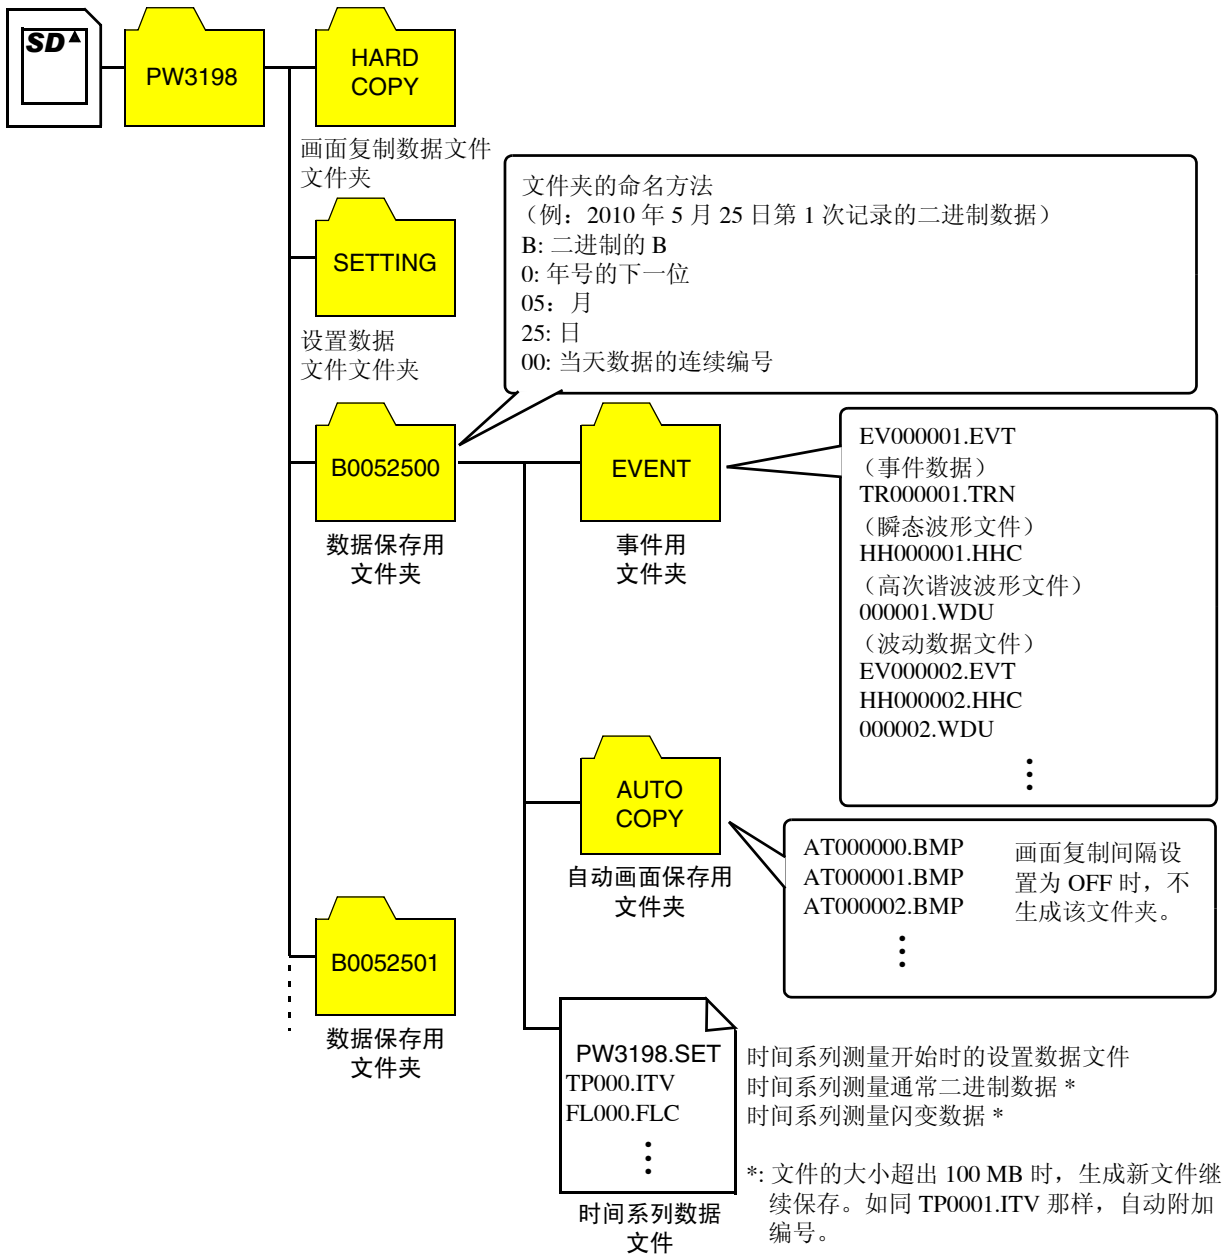 SD
PW3198
HARD
COPY
画面复制数据文件
文件夹
SETTING
设置数据
文件文件夹
文件夹的命名方法
（例：2010 年 5 月 25 日第 1 次记录的二进制数据）
B: 二进制的 B
0: 年号的下一位
05：月
25: 日
00: 当天数据的连续编号
B0052500
数据保存用
文件夹
EVENT
事件用
文件夹
EV000001.EVT
（事件数据）
TR000001.TRN
（瞬态波形文件）
HH000001.HHC
（高次谐波波形文件）
000001.WDU
（波动数据文件）
EV000002.EVT
HH000002.HHC
000002.WDU
⋮
AUTO
COPY
自动画面保存用
文件夹
AT000000.BMP
AT000001.BMP
AT000002.BMP
⋮
画面复制间隔设
置为 OFF 时，不
生成该文件夹。
B0052501
数据保存用
文件夹
PW3198.SET
TP000.ITV
FL000.FLC
⋮
时间系列数据
文件
时间系列测量开始时的设置数据文件
时间系列测量通常二进制数据 *
时间系列测量闪变数据 *
*: 文件的大小超出 100 MB 时，生成新文件继
续保存。如同 TP0001.ITV 那样，自动附加
编号。